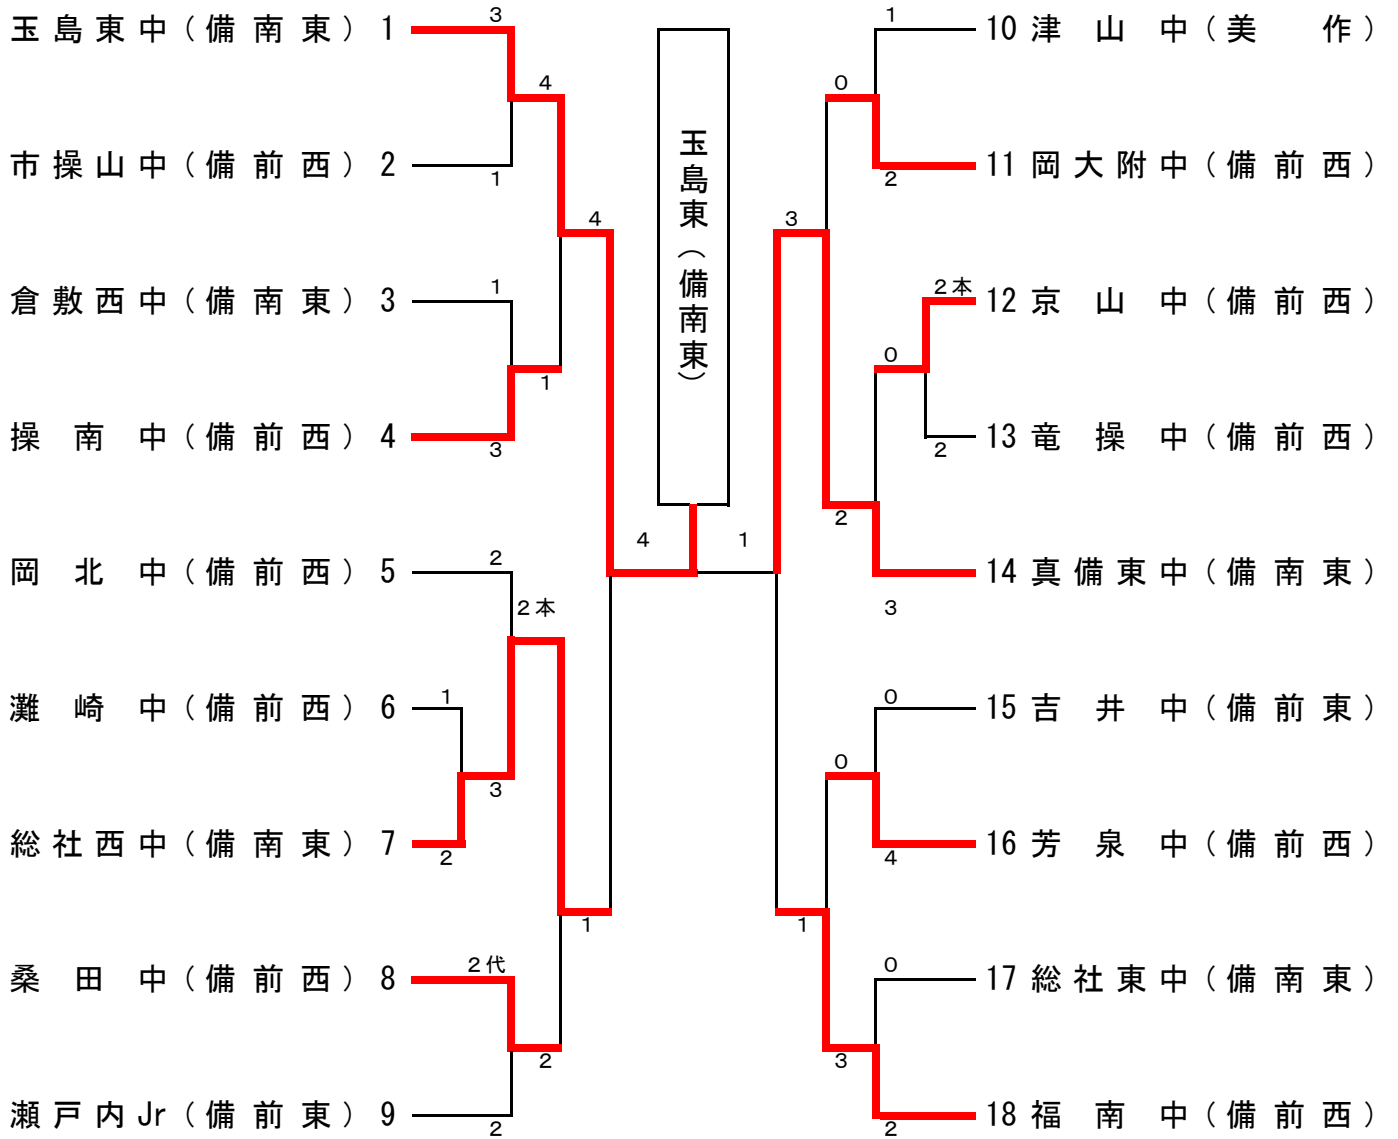 玉島東中（備南東） 1
3
4
市操山中（備前西） 2
1
4
倉敷西中（備南東） 3
1
1
操南中（備前西） 4
3
岡北中（備前西） 5
2
2本
灘崎中（備前西） 6
1
3
総社西中（備南東） 7
2
1
桑田中（備前西） 8
2代
2
瀬戸内Jr（備前東） 9
2
玉島東（備南東）
4
1
1
10 津山中（美作）
0
11 岡大附中（備前西）
2
3
2本
12 京山中（備前西）
0
13 竜操中（備前西）
2
2
14 真備東中（備南東）
3
0
15 吉井中（備前東）
0
16 芳泉中（備前西）
4
1
0
17 総社東中（備南東）
3
18 福南中（備前西）
2